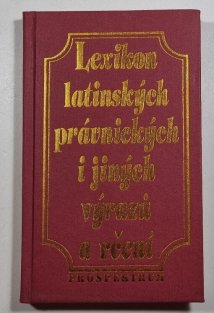 Lexikon
latinských
právnických
i jiných
výrazů
a rčení
PROSPEKTRUM